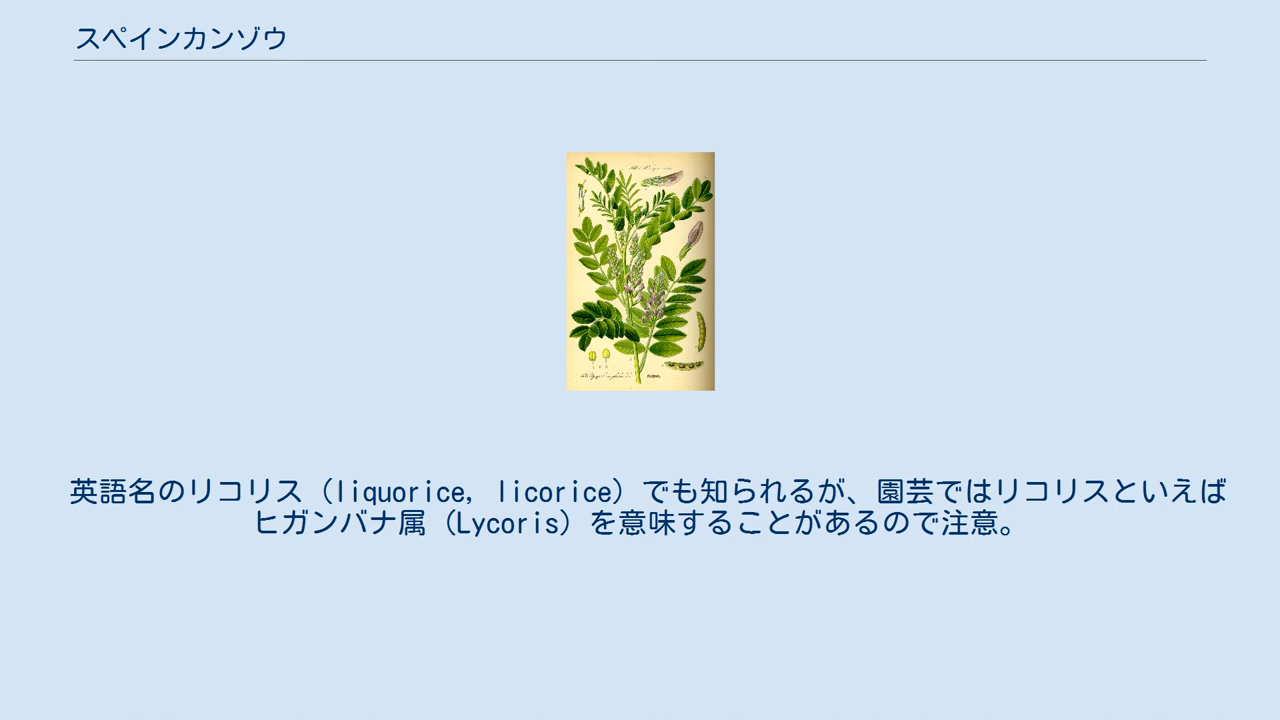 スペインカンゾウ
英語名のリコリス（liquorice, licorice）でも知られるが、園芸ではリコリスといえば
ヒガンバナ属（Lycoris）を意味することがあるので注意。